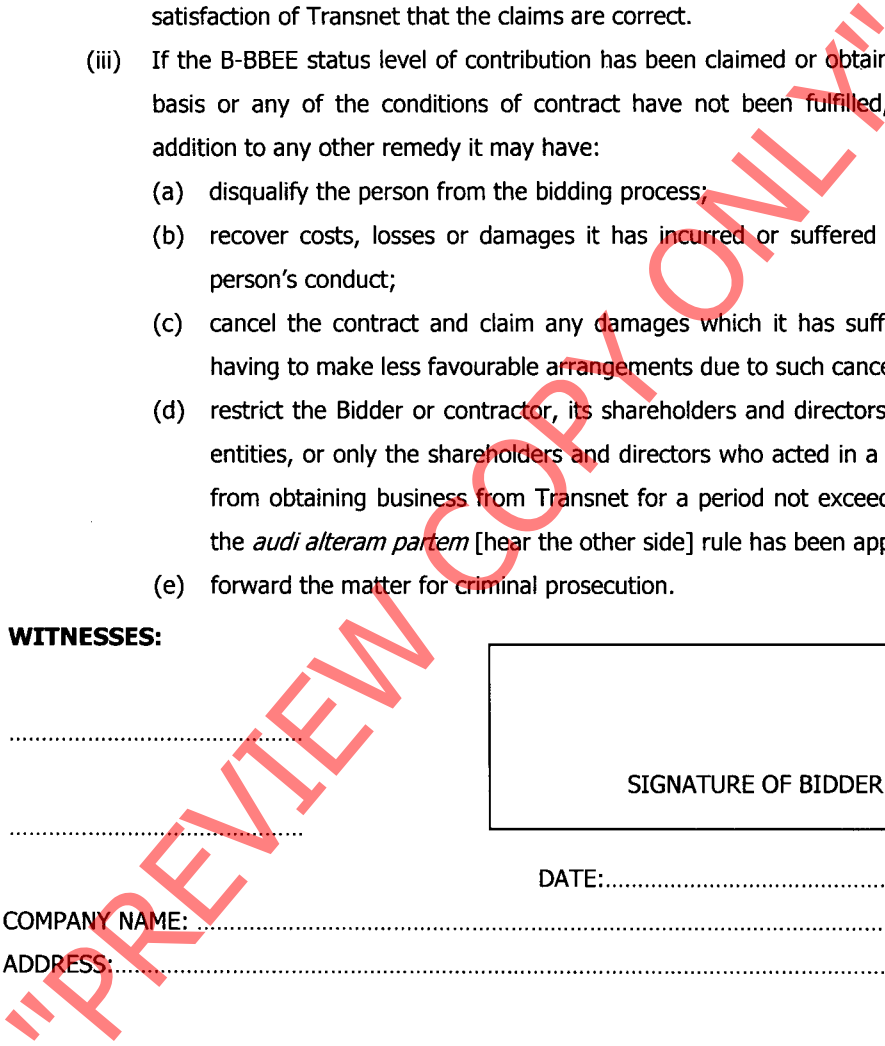 satisfaction of Transnet that the claims are correct.
(iii) If the B-BBEE status level of contribution has been claimed or
basis or any of the conditions of contract have not been fulfilled,
addition to any other remedy it may have:
(a) disqualify the person from the bidding process;
(b) recover costs, losses or damages it has incurred or suffered
person's conduct;
(c) cancel the contract and claim any damages which it has
having to make less favourable arrangements due to such
(d) restrict the Bidder or contractor, its shareholders and directors
entities, or only the shareholders and directors who acted in a
from obtaining business from Transnet for a period not
the audi alteram partem [hear the other side] rule has been
(e) forward the matter for criminal prosecution.
WITNESSES:
..............................................
SIGNATURE OF BIDDER
..............................................
DATE:...........................................
COMPANY NAME: ..............................................................................................................
ADDRESS:..........................................................................................................................
"PREVIEW COPY ONLY"